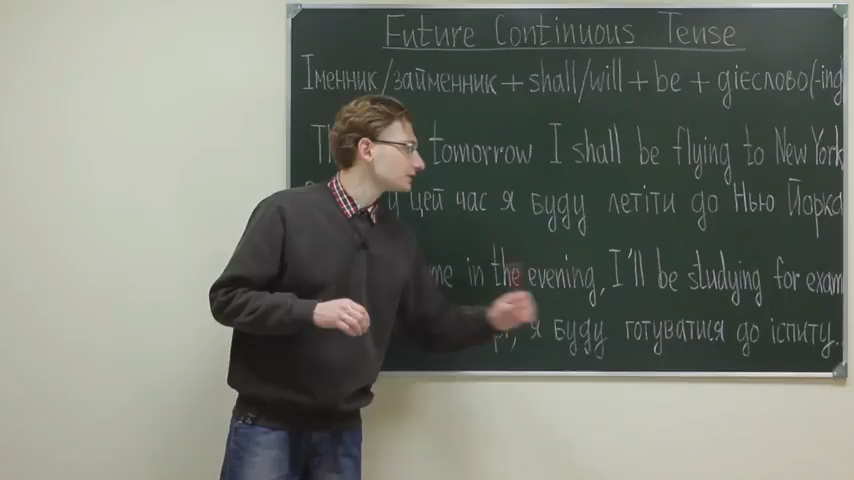 Future Continuous Tense
Іменник/займенник + shall/will + be + дієслово(-ing
tomorrow I shall be flying to New York
цей час я буду летіти до Нью Йорка
in the evening, I'll be studying for exam
я буду готуватися до іспиту.